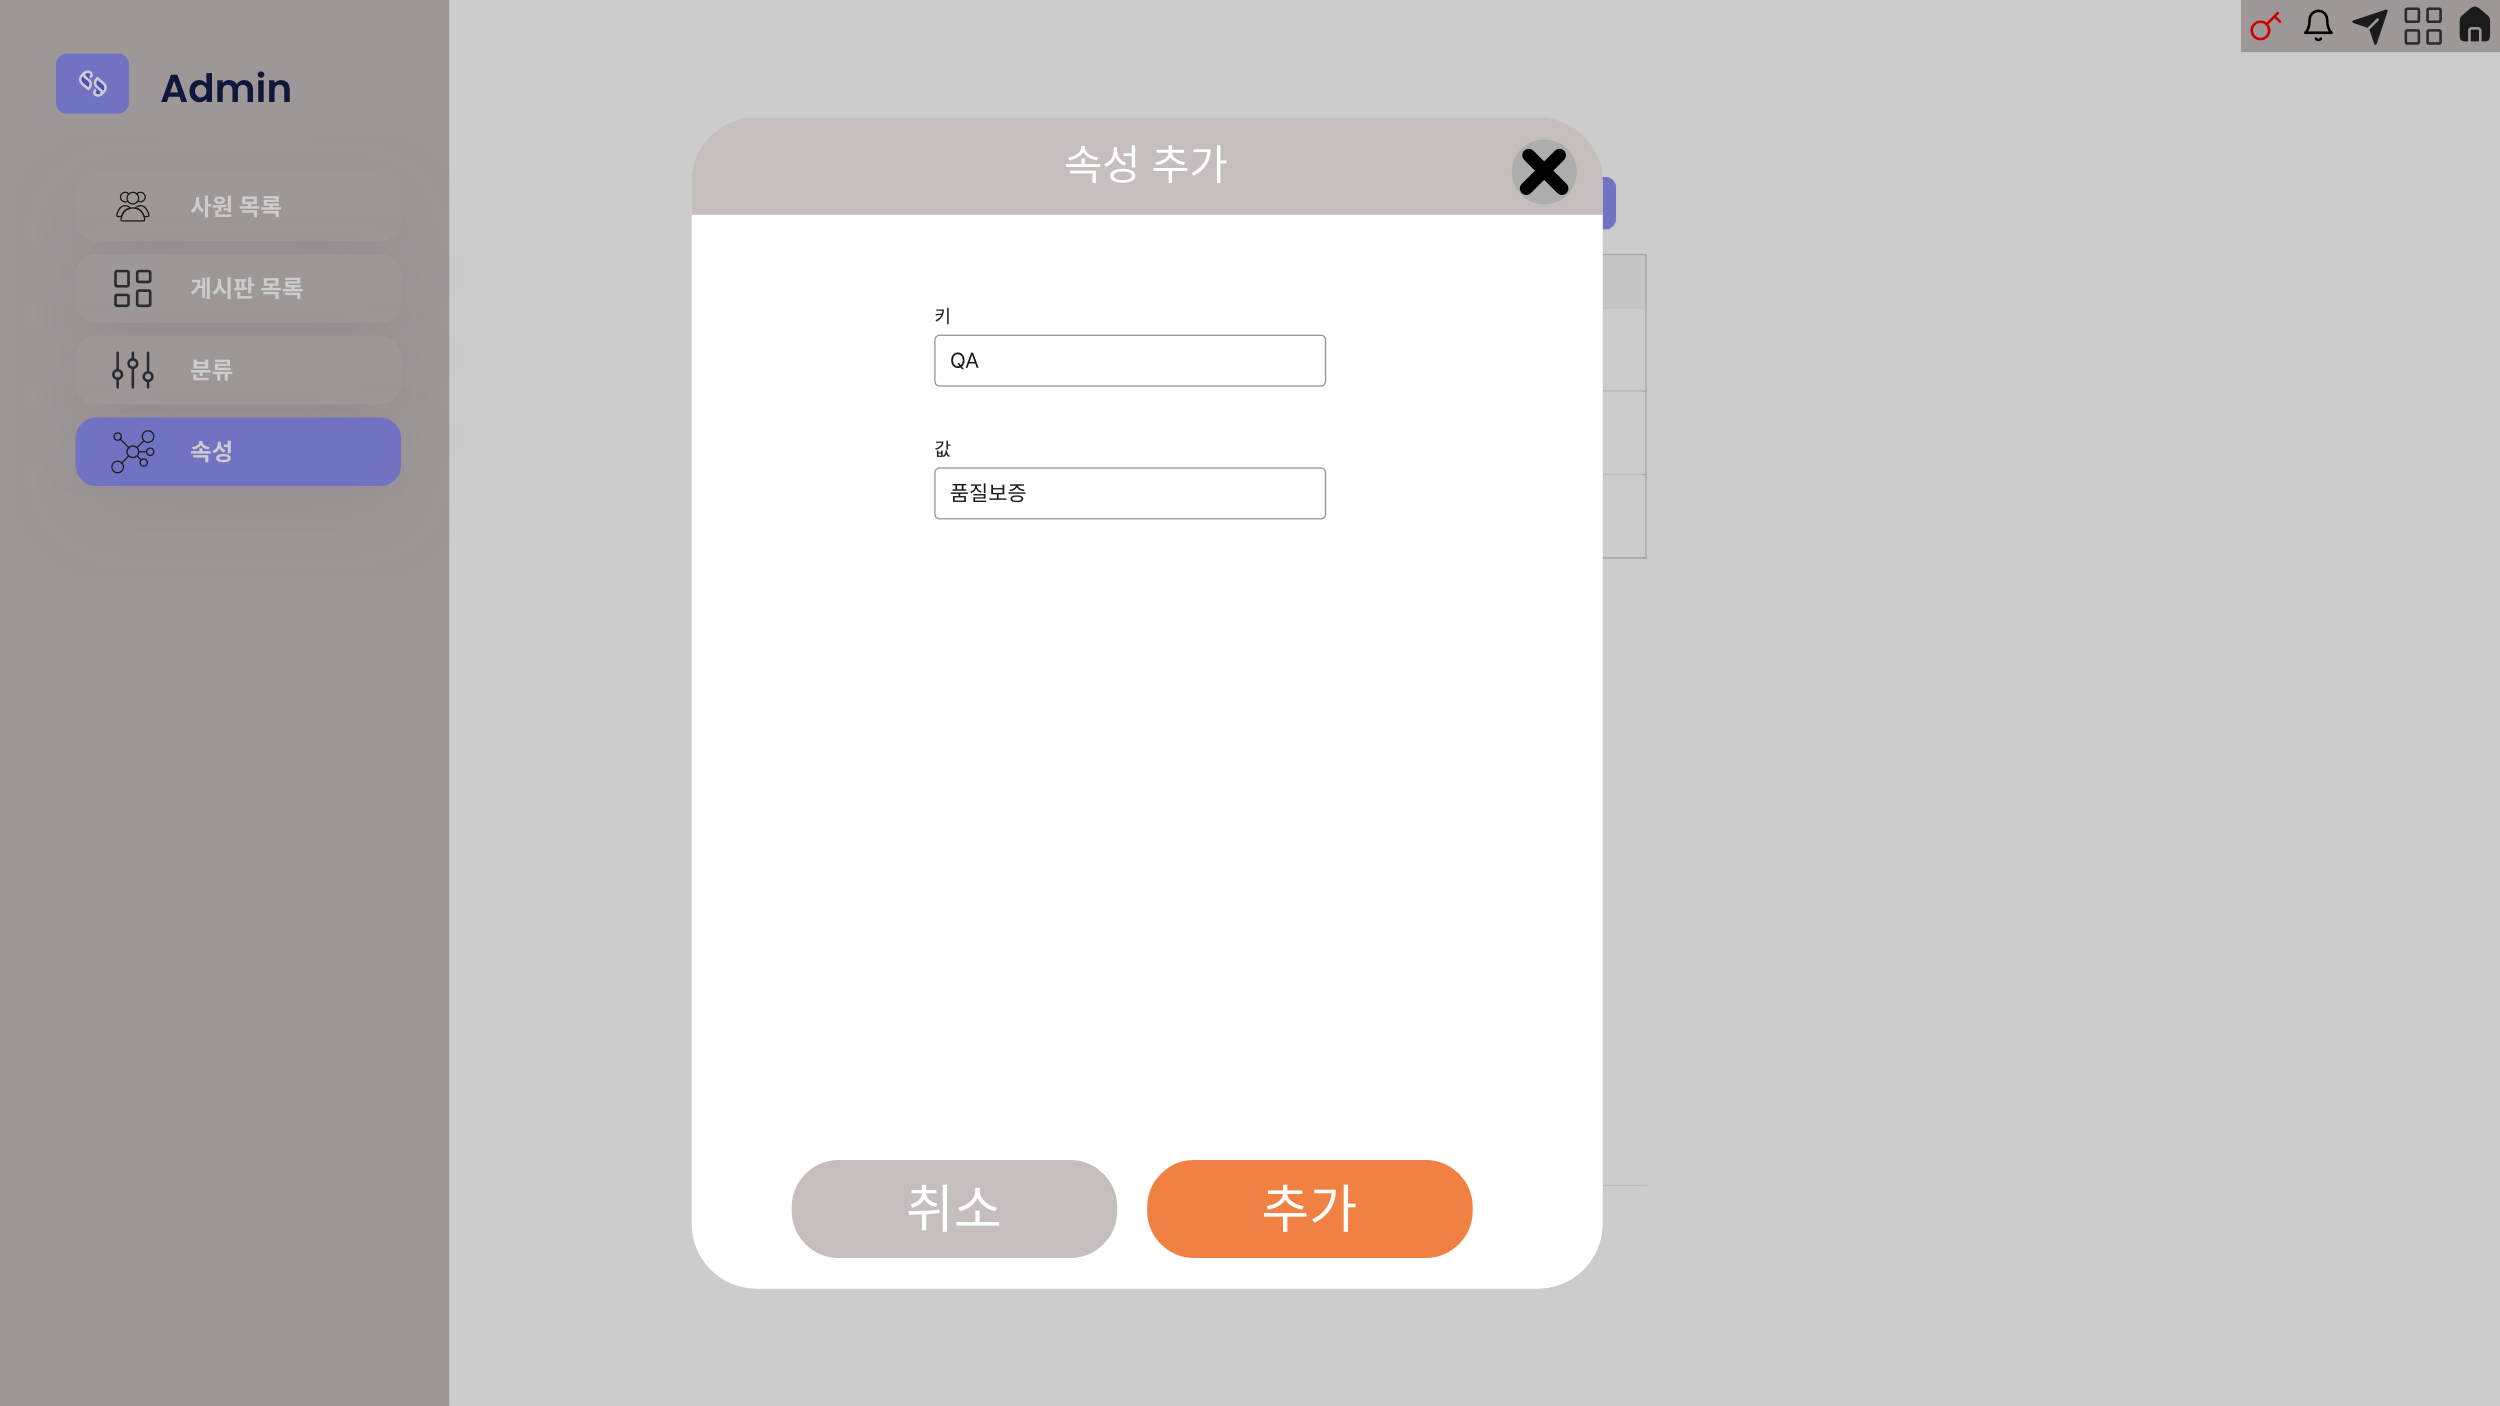 Admin
사원 목록
게시판 목록
분류
속성
속성 추가
키
QA
값
품질보증
취소
추가